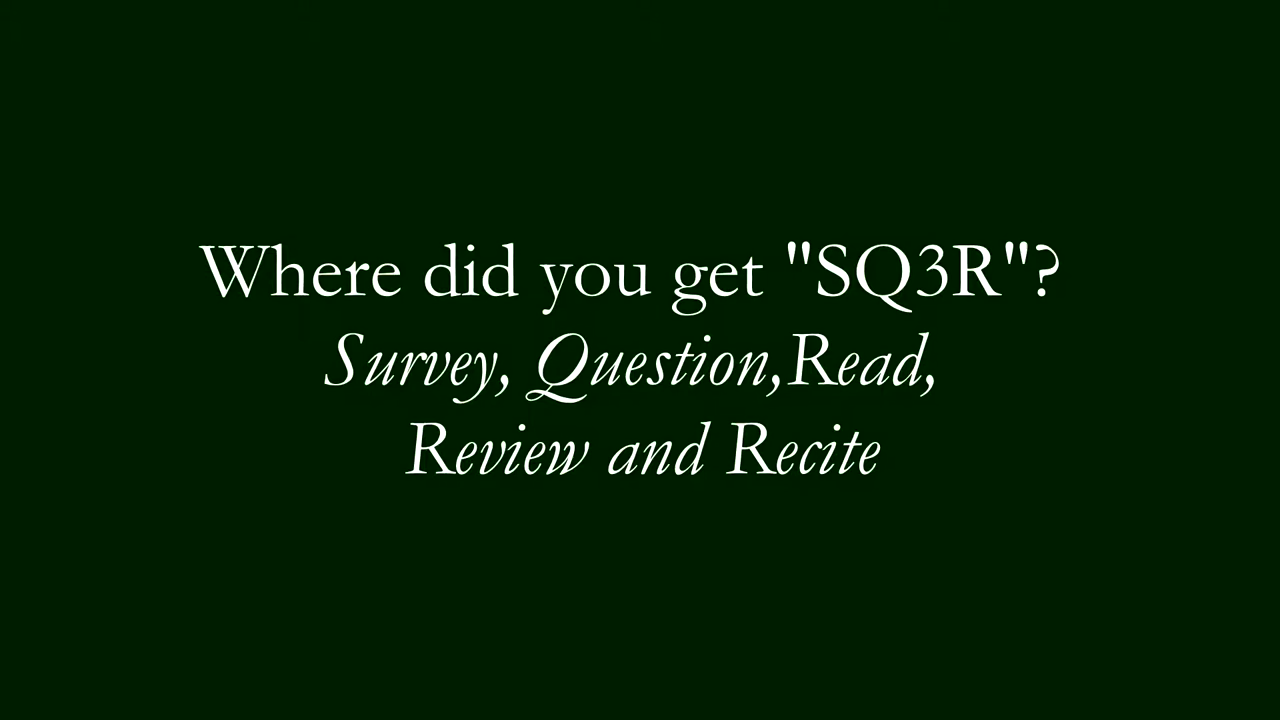 Where did you get "SQ3R"?
Survey, Question,Read,
Review and Recite